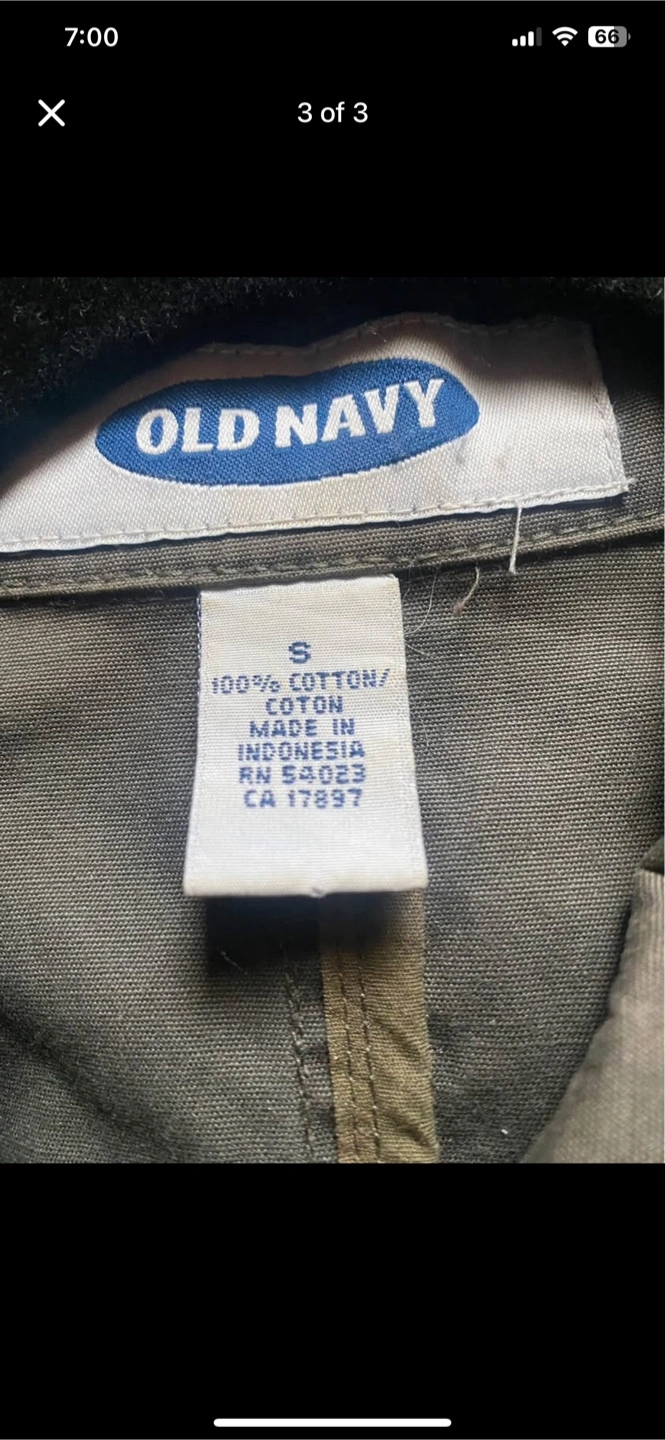 7:00
66
3 of 3
OLD NAVY
S
100% COTTON/
COTON
MADE IN
INDONESIA
RN 54023
CA 17897